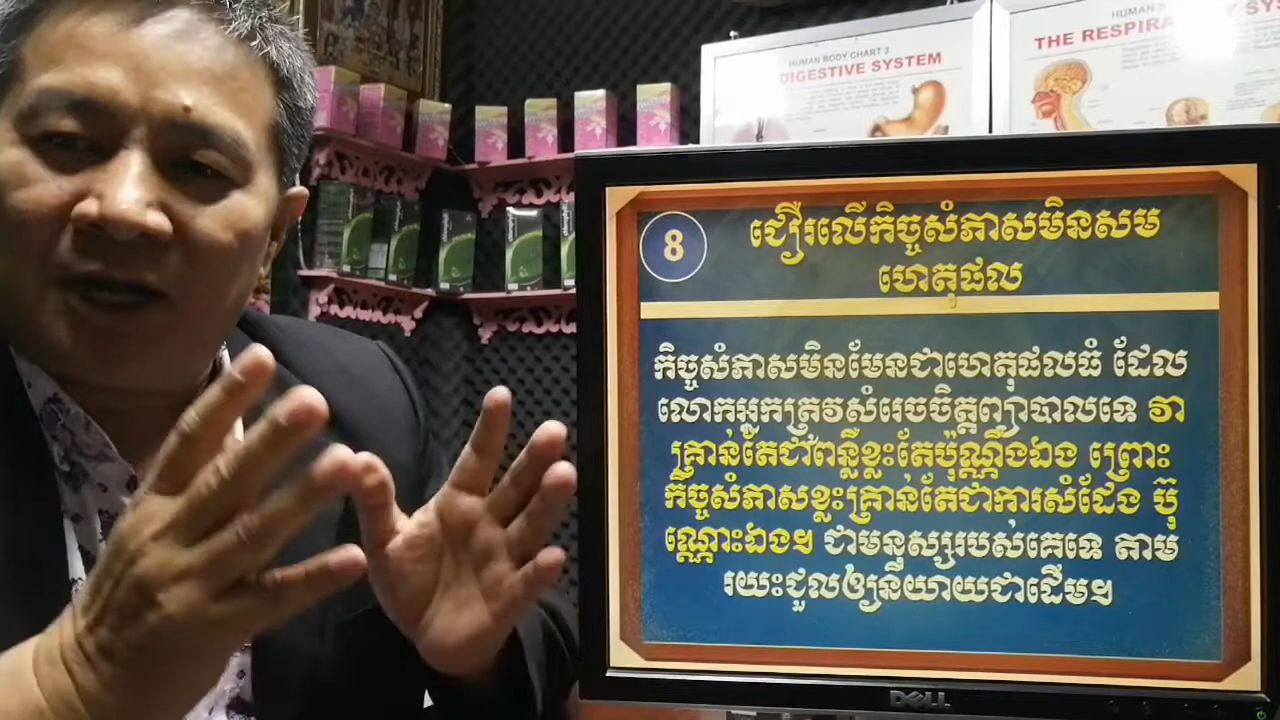 HUMAN BODY CHART 3
DIGESTIVE SYSTEM
HUMAN
THE RESPIRA
8
ជឿរលើកិច្ចសំភាសមិនសម
ហេតុផល
កិច្ចសំភាសមិនមែនជាហេតុផលធំ ដែល
លោកអ្នកត្រូវសំរេចចិត្តព្យាបាលទេ វា
គ្រាន់តែជាពន្លឺខ្លះតែប៉ុណ្ណឹងឯង ព្រោះ
កិច្ចសំភាសខ្លះគ្រាន់តែជាការសំដែង ប៊ុ
ណ្ណោះឯង។ ជាមនុស្សរបស់គេទេ តាម
រយះជួលឲ្យនិយាយជាដើម។
DELL